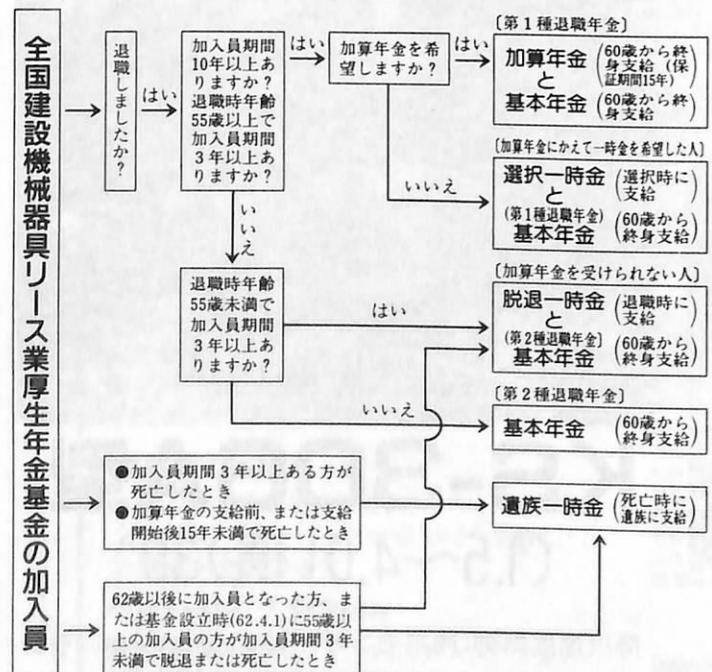 全国建設機械器具リース業厚生年金基金の加入員
退職しましたか?
はい
加入員期間
10年以上あ
りますか?
退職時年齢
55歳以上で
加入員期間
3年以上あ
りますか?
はい
加算年金を希
望しますか?
はい
〔第1種退職年金〕
加算年金(60歳から終
身支給(保
証期間15年)
と
基本年金(60歳から終
身支給)
いいえ
〔加算年金にかえて一時金を希望した人〕
選択一時金(選択時に
支給)
と
(第1種退職年金)
基本年金(60歳から
終身支給)
いいえ
退職時年齢
55歳未満で
加入員期間
3年以上あ
りますか?
はい
〔加算年金を受けられない人〕
脱退一時金(退職時に
支給)
と
(第2種退職年金)
基本年金(60歳から
終身支給)
いいえ
〔第2種退職年金〕
基本年金(60歳から
終身支給)
●加入員期間3年以上ある方が
死亡したとき
●加算年金の支給前、または支給
開始後15年未満で死亡したとき
遺族一時金(死亡時に
遺族に支給)
62歳以後に加入員となった方、ま
たは基金設立時(62.4.1)に55歳以
上の加入員の方が加入員期間3年
未満で脱退または死亡したとき